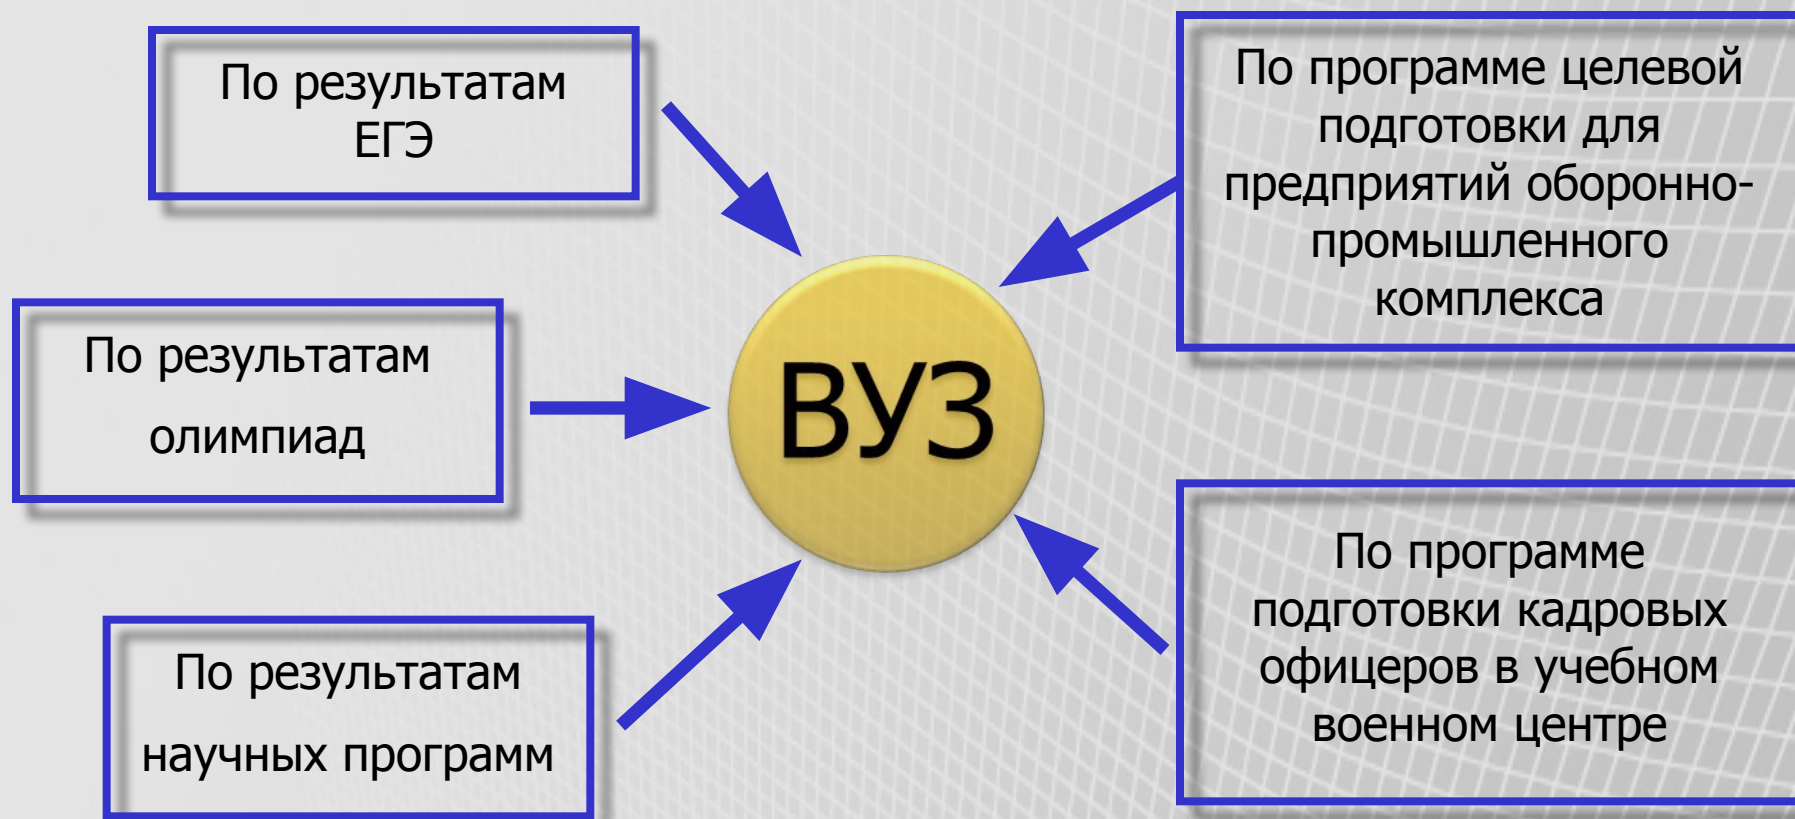 По результатам
ЕГЭ
По результатам
олимпиад
По результатам
научных программ
ВУЗ
По программе целевой
подготовки для
предприятий оборонно-
промышленного
комплекса
По программе
подготовки кадровых
офицеров в учебном
военном центре